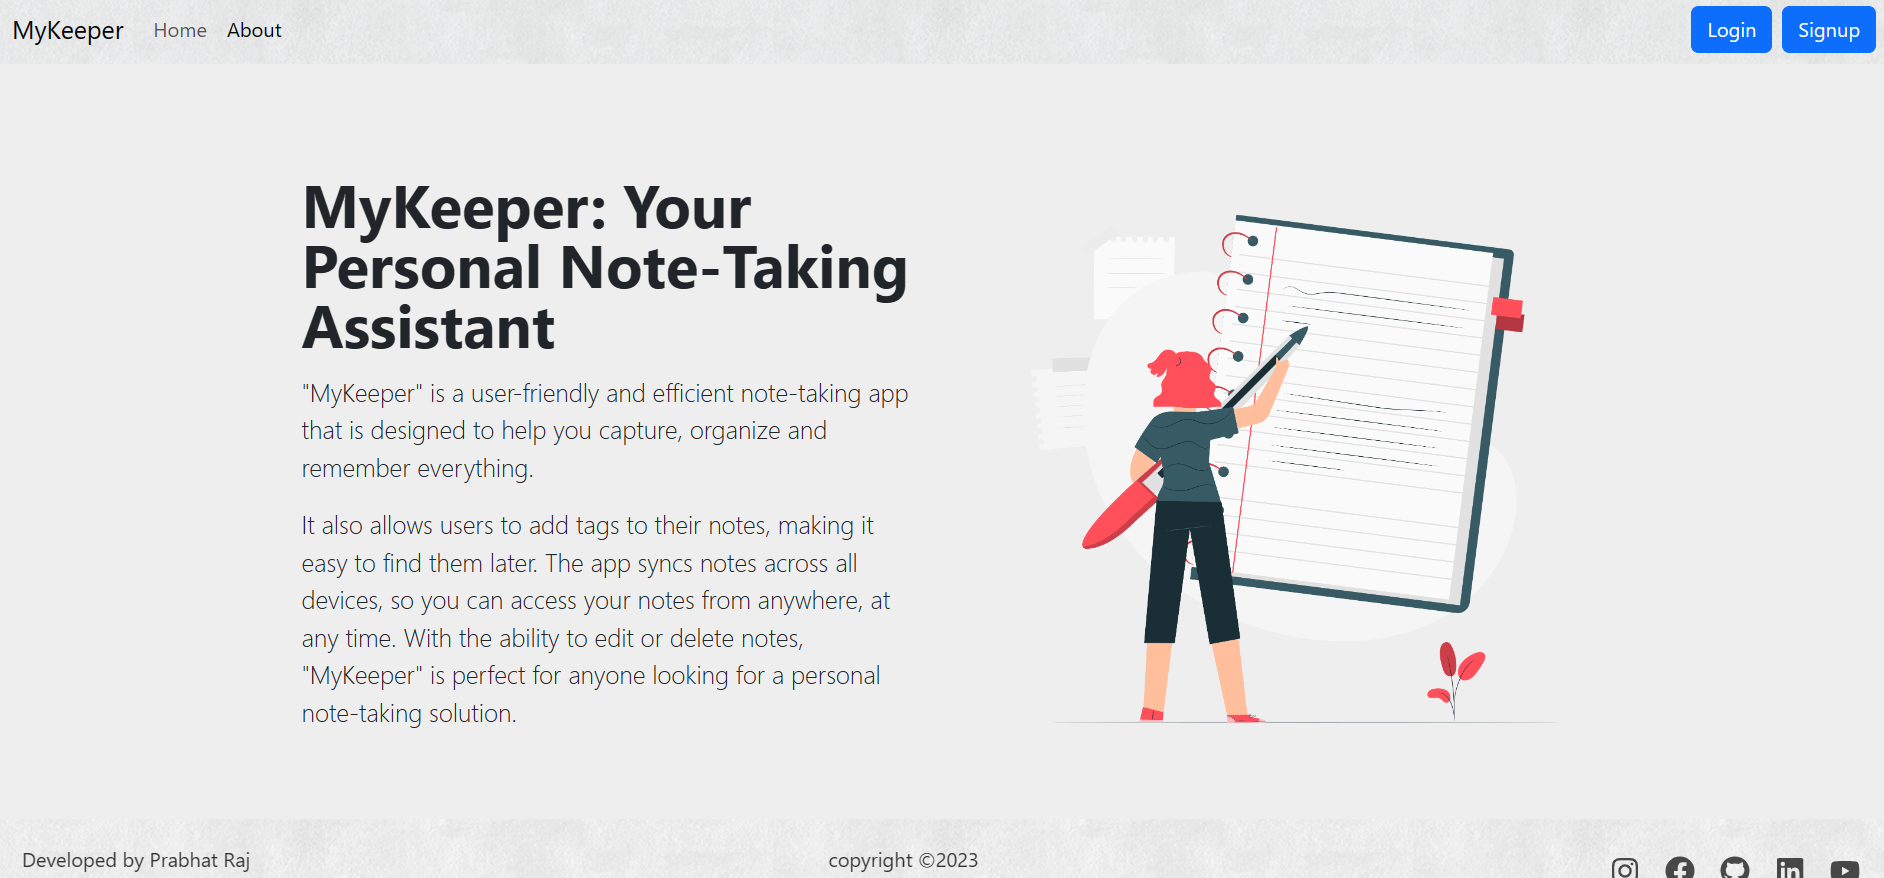 MyKeeper Home About Login Signup
MyKeeper: Your
Personal Note-Taking
Assistant
"MyKeeper" is a user-friendly and efficient note-taking app
that is designed to help you capture, organize and
remember everything.
It also allows users to add tags to their notes, making it
easy to find them later. The app syncs notes across all
devices, so you can access your notes from anywhere, at
any time. With the ability to edit or delete notes,
"MyKeeper" is perfect for anyone looking for a personal
note-taking solution.
Developed by Prabhat Raj copyright ©2023